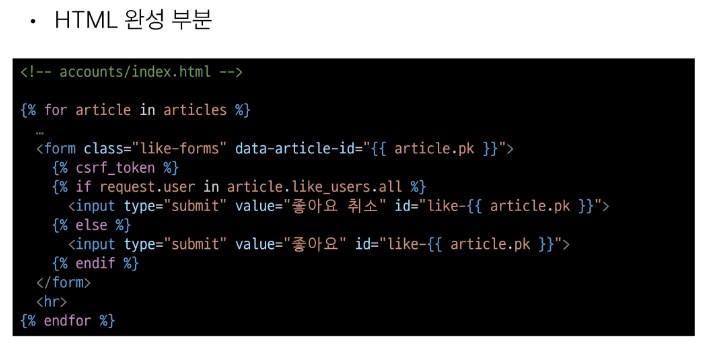 • HTML 완성 부분
<!-- accounts/index.html -->
{% for article in articles %}
…
<form class="like-forms" data-article-id="{{ article.pk }}">
{% csrf_token %}
{% if request.user in article.like_users.all %}
<input type="submit" value="좋아요 취소" id="like-{{ article.pk }}">
{% else %}
<input type="submit" value="좋아요" id="like-{{ article.pk }}">
{% endif %}
</form>
<hr>
{% endfor %}